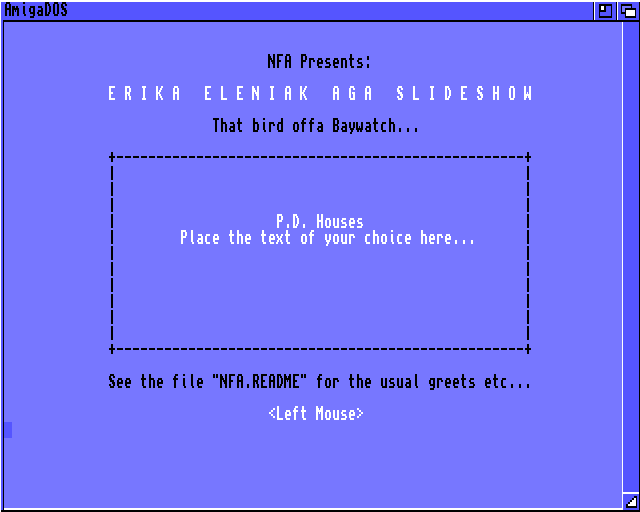 AmigaDOS
NFA Presents:
E R I K A   E L E N I A K   A G A   S L I D E S H O W
That bird offa Baywatch...
P.D. Houses
Place the text of your choice here...
See the file "NFA.README" for the usual greets etc...
<Left Mouse>